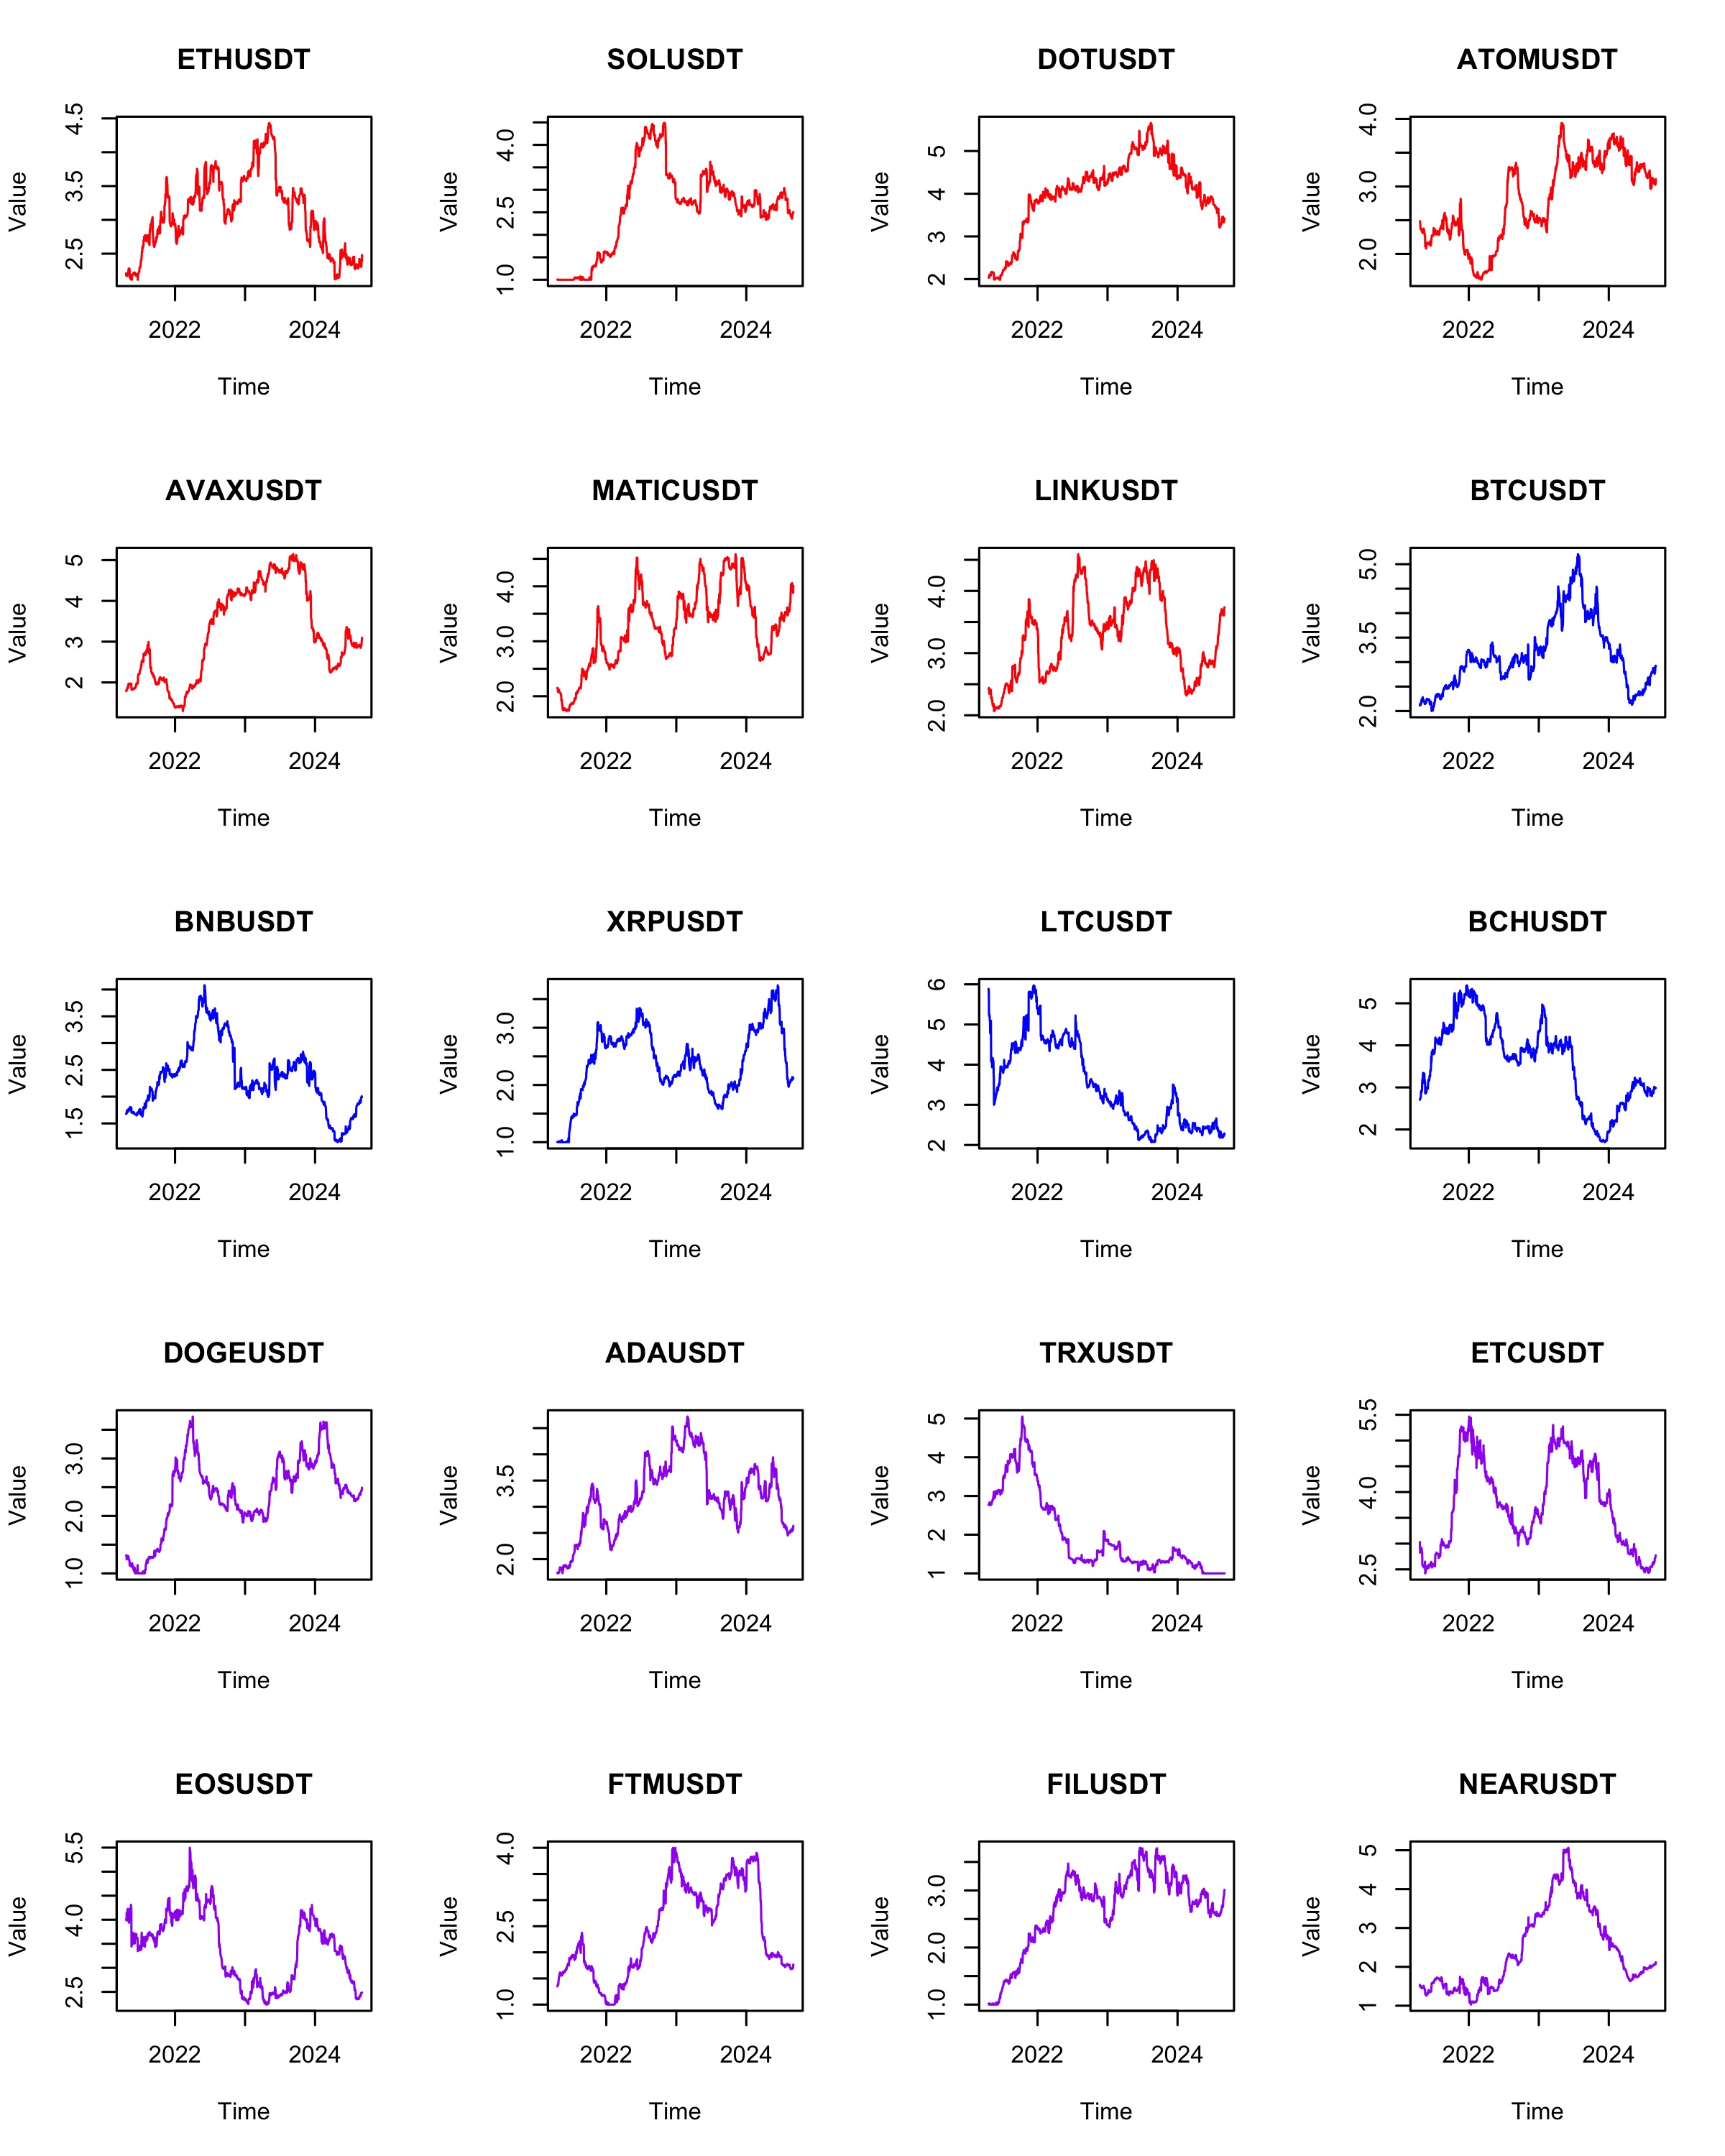 ETHUSDT
Value
2.5 3.5 4.5
2022 2024
Time
SOLUSDT
Value
1.0 2.5 4.0
2022 2024
Time
DOTUSDT
Value
2 3 4 5
2022 2024
Time
ATOMUSDT
Value
2.0 3.0 4.0
2022 2024
Time
AVAXUSDT
Value
2 3 4 5
2022 2024
Time
MATICUSDT
Value
2.0 3.0 4.0
2022 2024
Time
LINKUSDT
Value
2.0 3.0 4.0
2022 2024
Time
BTCUSDT
Value
2.0 3.5 5.0
2022 2024
Time
BNBUSDT
Value
1.5 2.5 3.5
2022 2024
Time
XRPUSDT
Value
1.0 2.0 3.0
2022 2024
Time
LTCUSDT
Value
2 3 4 5 6
2022 2024
Time
BCHUSDT
Value
2 3 4 5
2022 2024
Time
DOGEUSDT
Value
1.0 2.0 3.0
2022 2024
Time
ADAUSDT
Value
2.0 3.5
2022 2024
Time
TRXUSDT
Value
1 2 3 4 5
2022 2024
Time
ETCUSDT
Value
2.5 4.0 5.5
2022 2024
Time
EOSUSDT
Value
2.5 4.0 5.5
2022 2024
Time
FTMUSDT
Value
1.0 2.5 4.0
2022 2024
Time
FILUSDT
Value
1.0 2.0 3.0
2022 2024
Time
NEARUSDT
Value
1 2 3 4 5
2022 2024
Time